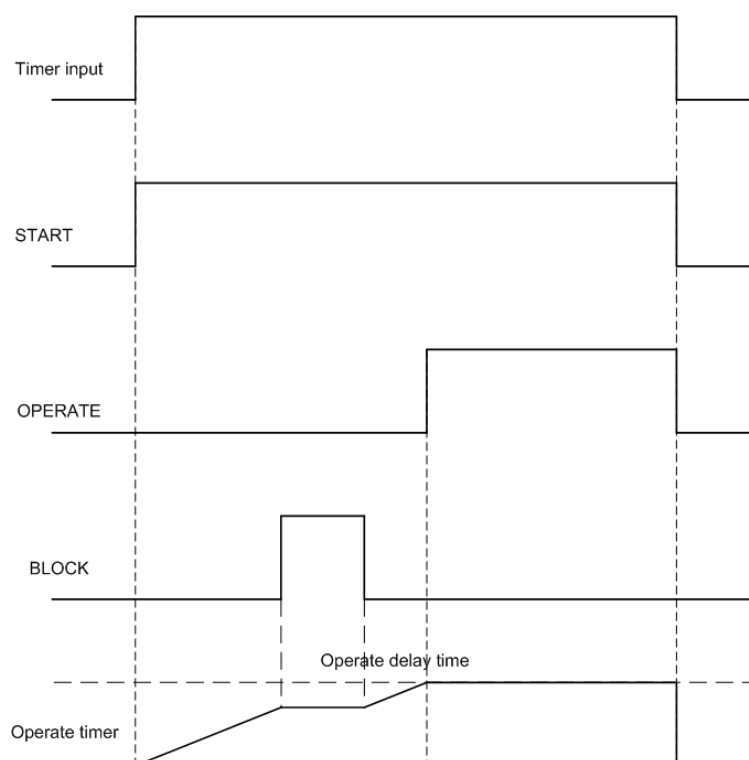 Timer input
START
OPERATE
BLOCK
Operate delay time
Operate timer